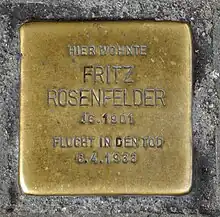 HIER WOHNTE
FRITZ
ROSENFELDER
JG. 1901
FLUCHT IN DEN TOD
6.4.1933